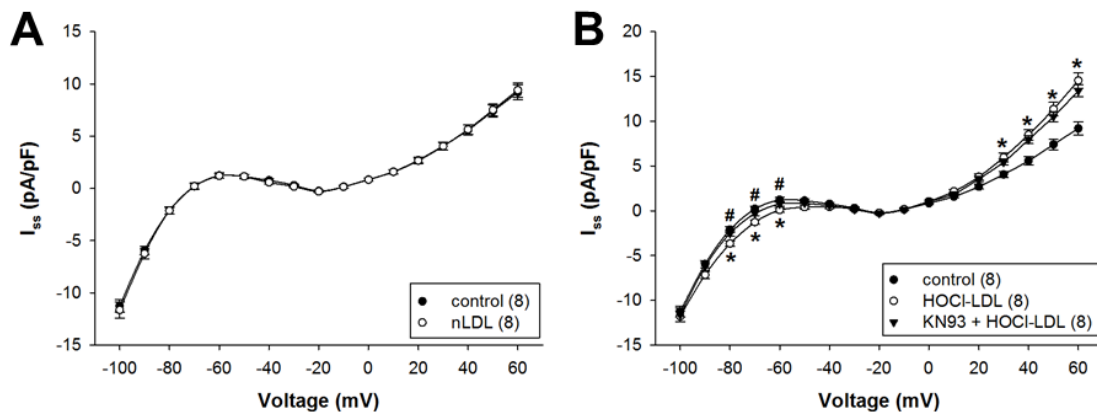 A
I_ss (pA/pF)
15
10
5
0
-5
-10
-15
-100 -80 -60 -40 -20 0 20 40 60
Voltage (mV)
control (8)
nLDL (8)
B
I_ss (pA/pF)
20
15
10
5
0
-5
-10
-15
# # #
* * *
* * * *
-100 -80 -60 -40 -20 0 20 40 60
Voltage (mV)
control (8)
HOCl-LDL (8)
KN93 + HOCl-LDL (8)